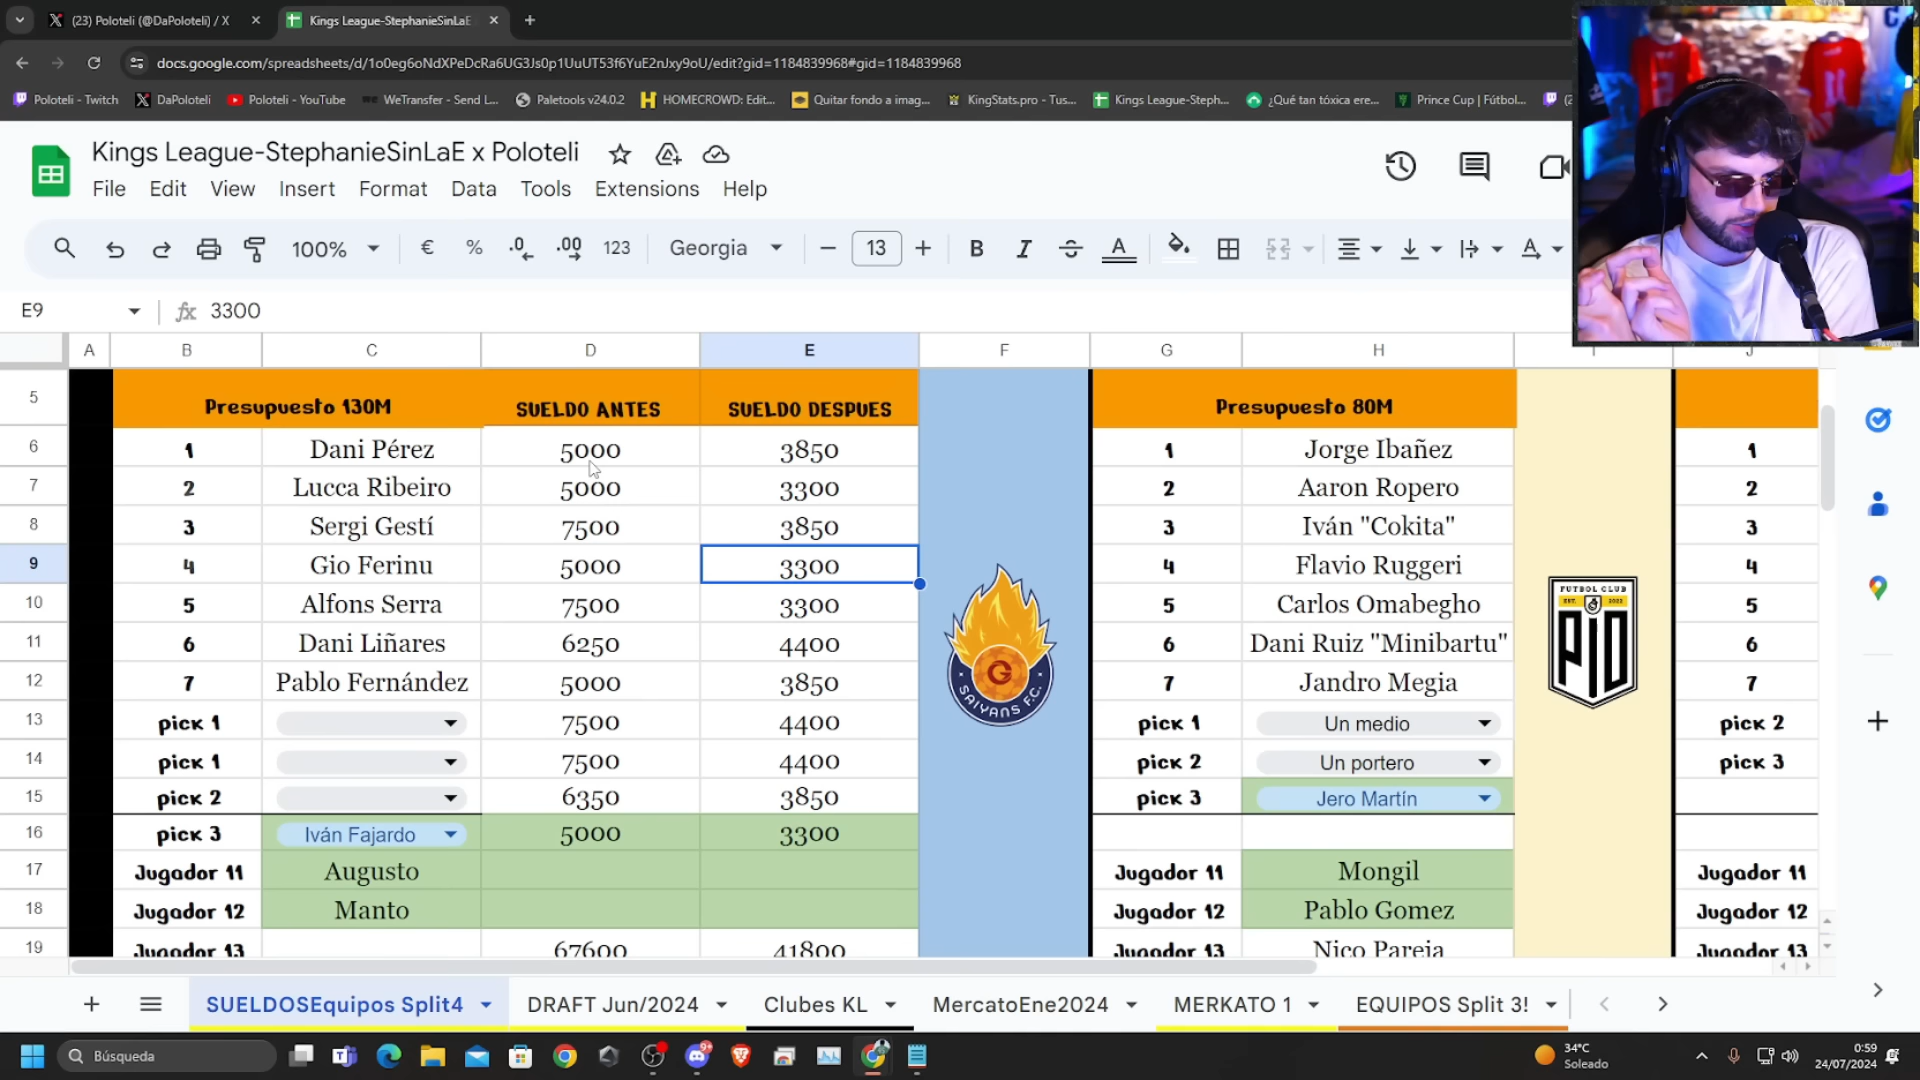 (23) Poloteli (@DaPoloteli) / X
Kings League-StephanieSinLaE
docs.google.com/spreadsheets/d/1o0eg6oNdXPeDcRa6UG3Js0p1UuUT53f6YuE2nJxy9oU/edit?gid=1184839968#gid=1184839968
Poloteli - Twitch
DaPoloteli
Poloteli - YouTube
WeTransfer - Send L...
Paletools v24.0.2
HOMECROWD: Edit...
Quitar fondo a imag...
KingStats.pro - Tus...
Kings League-Steph...
¿Qué tan tóxica ere...
Prince Cup | Fútbol...
Kings League-StephanieSinLaE x Poloteli
File Edit View Insert Format Data Tools Extensions Help
100% € % .0 .00 123 Georgia 13 B I A A
E9 fx 3300
A B C D E F G H J
5 Presupuesto 130M SUELDO ANTES SUELDO DESPUES Presupuesto 80M
6 1 Dani Pérez 5000 3850 1 Jorge Ibañez 1
7 2 Lucca Ribeiro 5000 3300 2 Aaron Ropero 2
8 3 Sergi Gestí 7500 3850 3 Iván "Cokita" 3
9 4 Gio Ferinu 5000 3300 4 Flavio Ruggeri 4
10 5 Alfons Serra 7500 3300 5 Carlos Omabegho 5
11 6 Dani Liñares 6250 4400 6 Dani Ruiz "Minibartu" 6
12 7 Pablo Fernández 5000 3850 7 Jandro Megia 7
13 pick 1 7500 4400 pick 1 Un medio pick 2
14 pick 1 7500 4400 pick 2 Un portero pick 3
15 pick 2 6350 3850 pick 3 Jero Martín
16 pick 3 Iván Fajardo 5000 3300
17 Jugador 11 Augusto Jugador 11 Mongil Jugador 11
18 Jugador 12 Manto Jugador 12 Pablo Gomez Jugador 12
19 Jugador 13 67600 41800 Jugador 13 Nico Pareja Jugador 13
G
SAIYANS F.C.
FUTBOL CLUB
EST. 2022
PIO
SUELDOSEquipos Split4
DRAFT Jun/2024
Clubes KL
MercatoEne2024
MERKATO 1
EQUIPOS Split 3!
Búsqueda
34°C
Soleado
0:59
24/07/2024